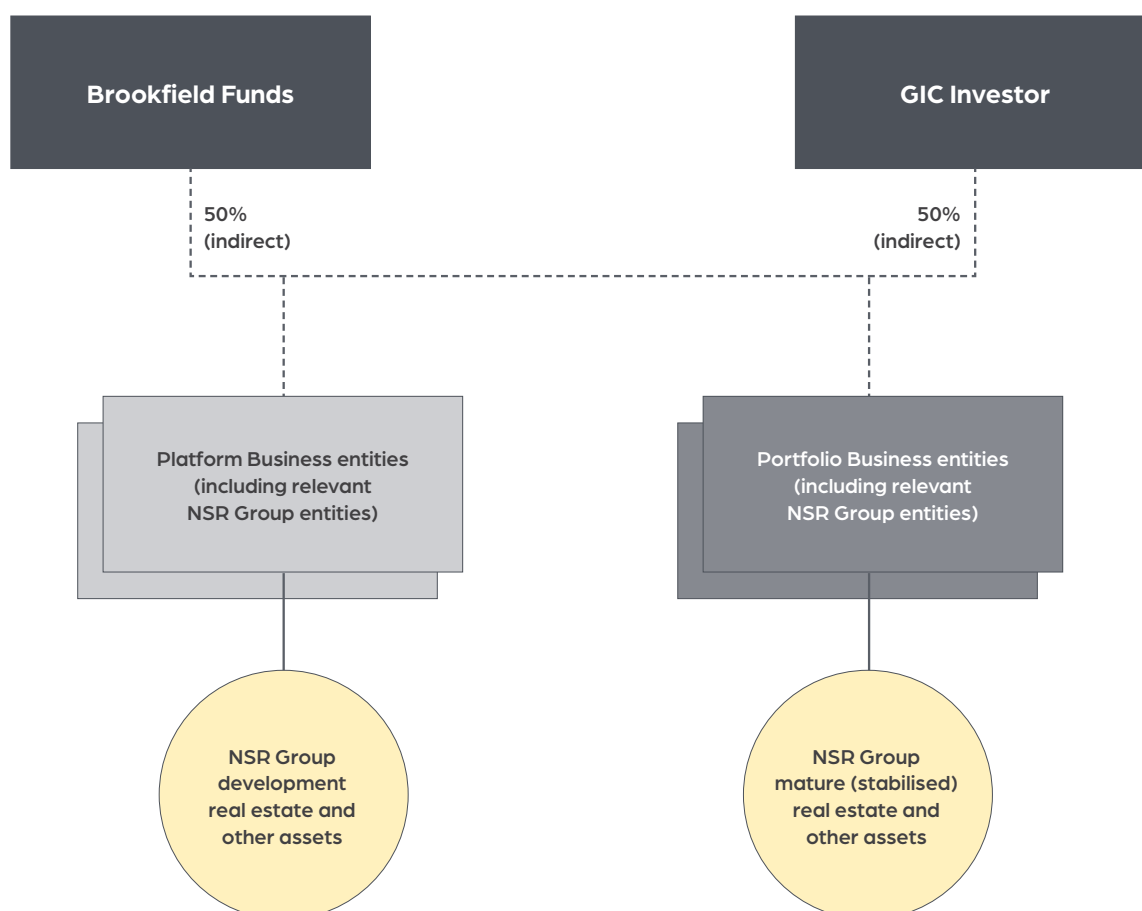 Brookfield Funds
GIC Investor
50%
(indirect)
50%
(indirect)
Platform Business entities
(including relevant
NSR Group entities)
Portfolio Business entities
(including relevant
NSR Group entities)
NSR Group
development
real estate and
other assets
NSR Group
mature (stabilised)
real estate and
other assets